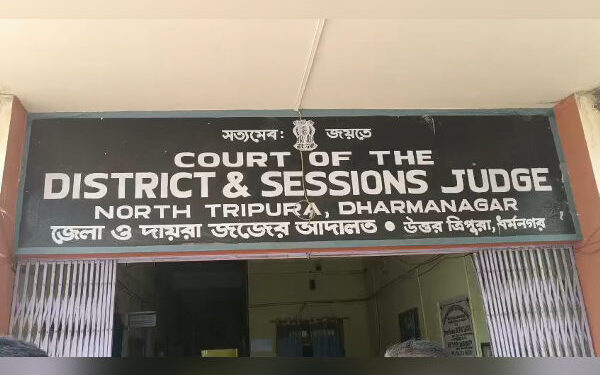 সত্যমেব: জয়তে
COURT OF THE
DISTRICT & SESSIONS JUDGE
NORTH TRIPURA, DHARMANAGAR
জেলা ও দায়রা জজের আদালত • উত্তর ত্রিপুরা, ধর্মনগর